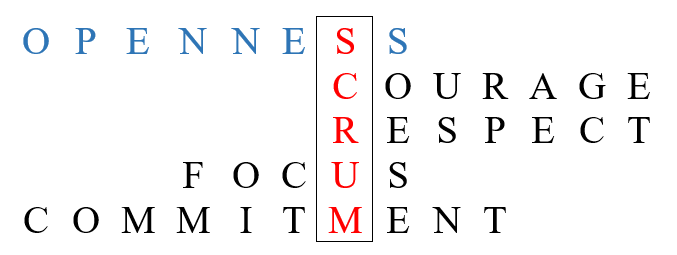 OPENNESS
COURAGE
RESPECT
FOCUS
COMMITMENT